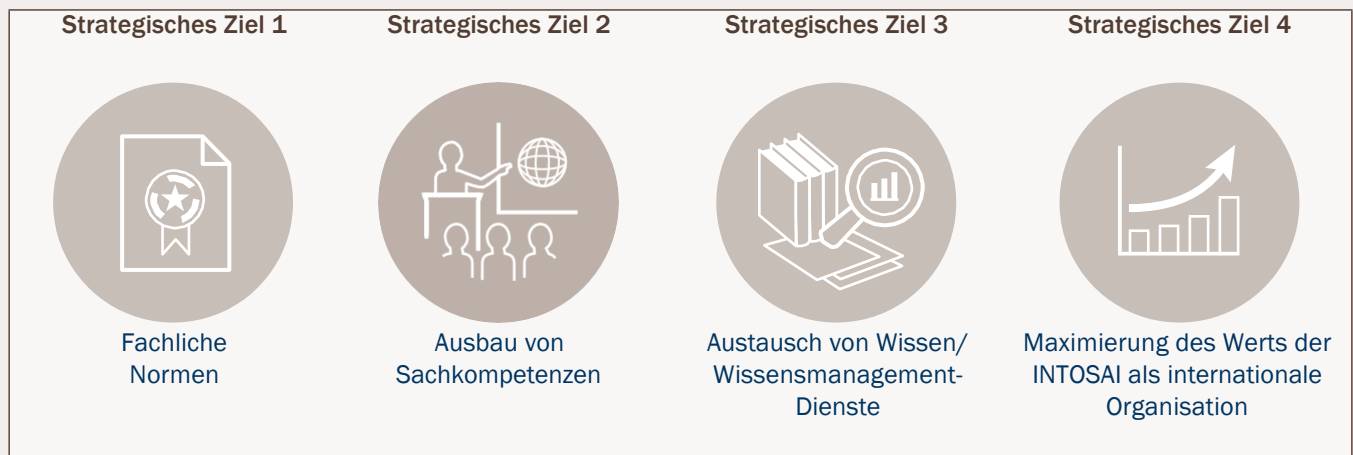 Strategisches Ziel 1
Strategisches Ziel 2
Strategisches Ziel 3
Strategisches Ziel 4
Fachliche
Normen
Ausbau von
Sachkompetenzen
Austausch von Wissen/
Wissensmanagement-
Dienste
Maximierung des Werts der
INTOSAI als internationale
Organisation